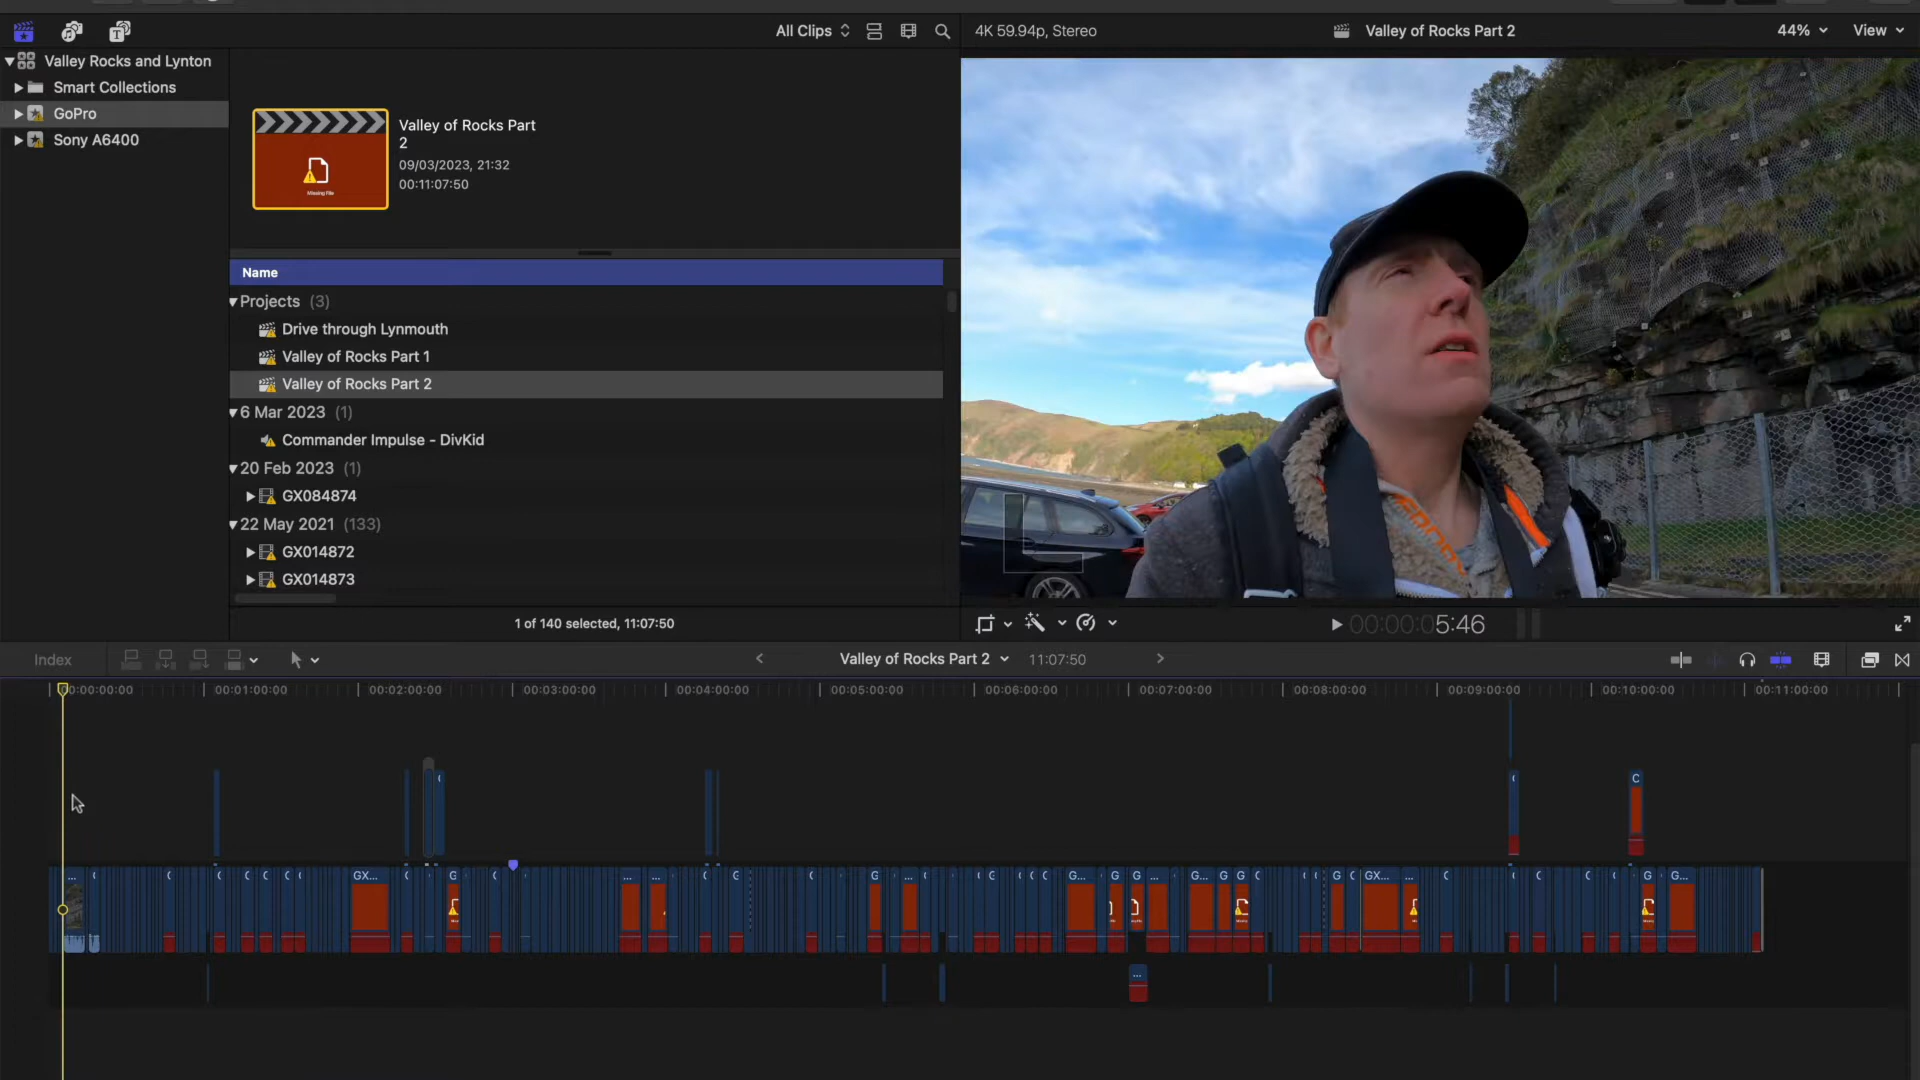 All Clips
4K 59.94p, Stereo
Valley of Rocks Part 2
44%
View
Valley Rocks and Lynton
Smart Collections
GoPro
Sony A6400
Missing File
Valley of Rocks Part
2
09/03/2023, 21:32
00:11:07:50
Name
Projects (3)
Drive through Lynmouth
Valley of Rocks Part 1
Valley of Rocks Part 2
6 Mar 2023 (1)
Commander Impulse - DivKid
20 Feb 2023 (1)
GX084874
22 May 2021 (133)
GX014872
GX014873
1 of 140 selected, 11:07:50
00:00:05:46
Index
Valley of Rocks Part 2
11:07:50
00:00:00:00
00:01:00:00
00:02:00:00
00:03:00:00
00:04:00:00
00:05:00:00
00:06:00:00
00:07:00:00
00:08:00:00
00:09:00:00
00:10:00:00
00:11:00:00
C
GX...
G
...
...
G
G
...
G
G...
G
G
...
G...
G
G
G
GX...
...
G
G...
...